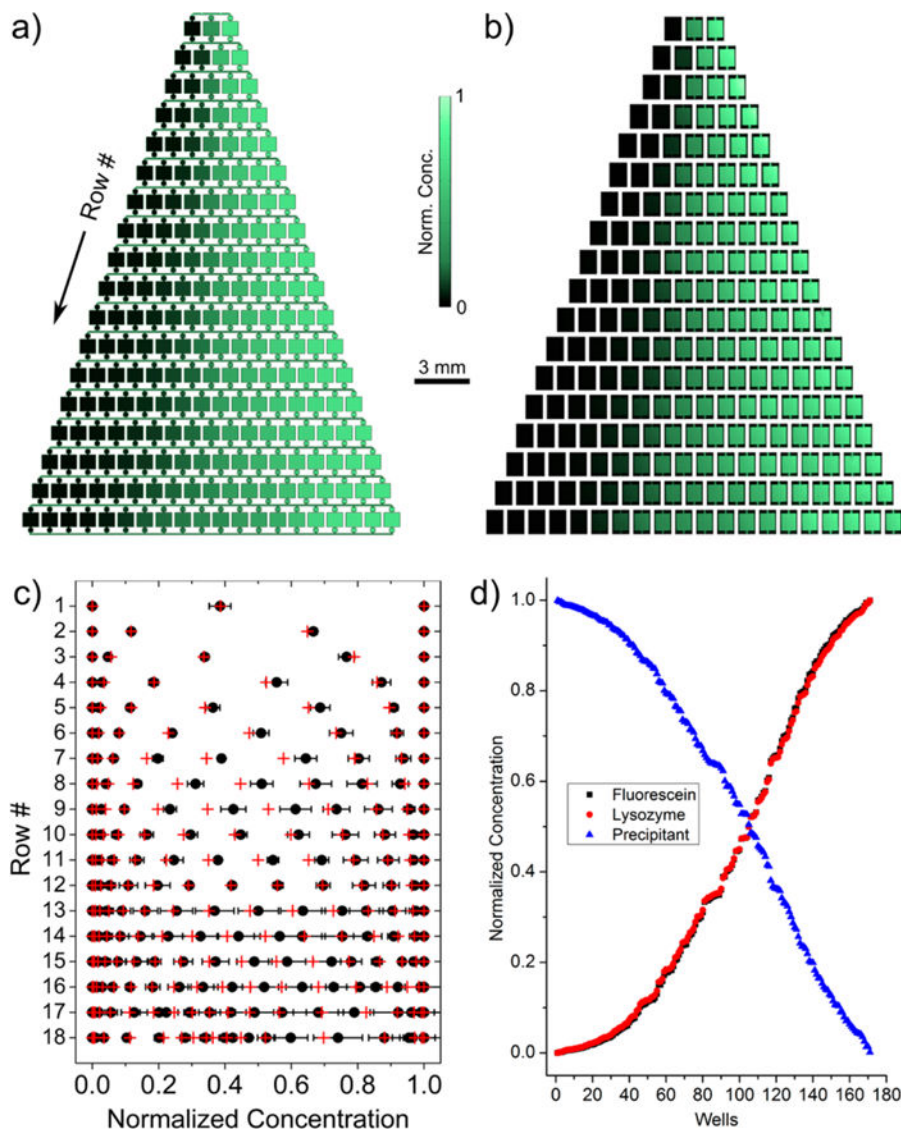 a)
b)
Row #
1
Norm. Conc.
0
3 mm
c)
1
2
3
4
5
6
7
8
9
10
11
12
13
14
15
16
17
18
Row #
0.0 0.2 0.4 0.6 0.8 1.0
Normalized Concentration
d)
1.0
0.8
0.6
0.4
0.2
0.0
Normalized Concentration
Fluorescein
Lysozyme
Precipitant
0 20 40 60 80 100 120 140 160 180
Wells